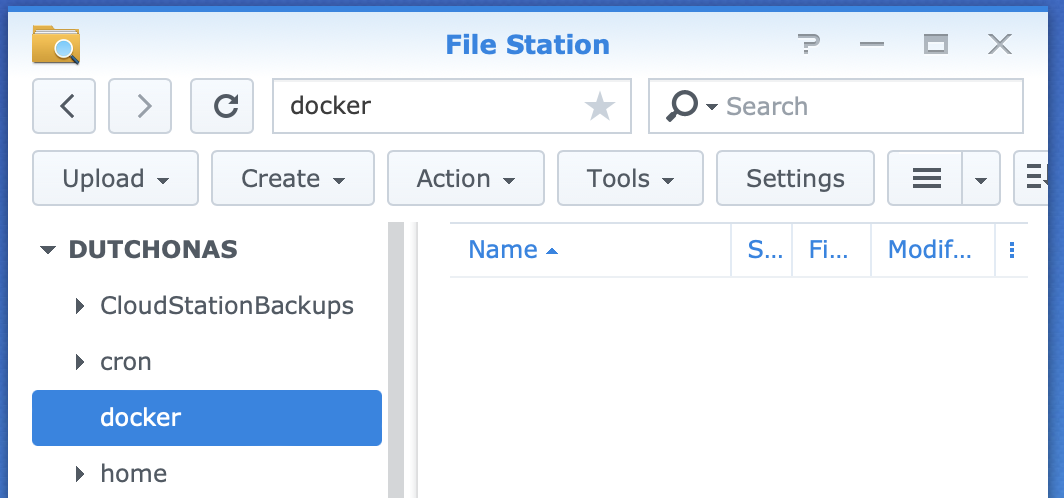 File Station
docker
Search
Upload
Create
Action
Tools
Settings
DUTCHONAS
Name
S...
Fi...
Modif...
CloudStationBackups
cron
docker
home